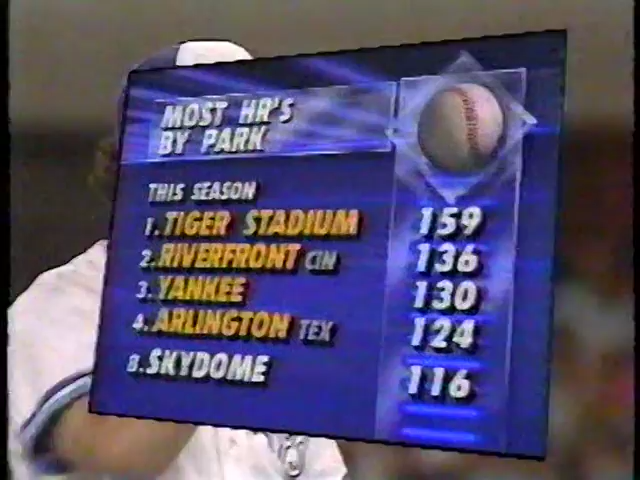 MOST HR'S
BY PARK
THIS SEASON
1. TIGER STADIUM 159
2. RIVERFRONT CIN 136
3. YANKEE 130
4. ARLINGTON TEX 124
8. SKYDOME 116